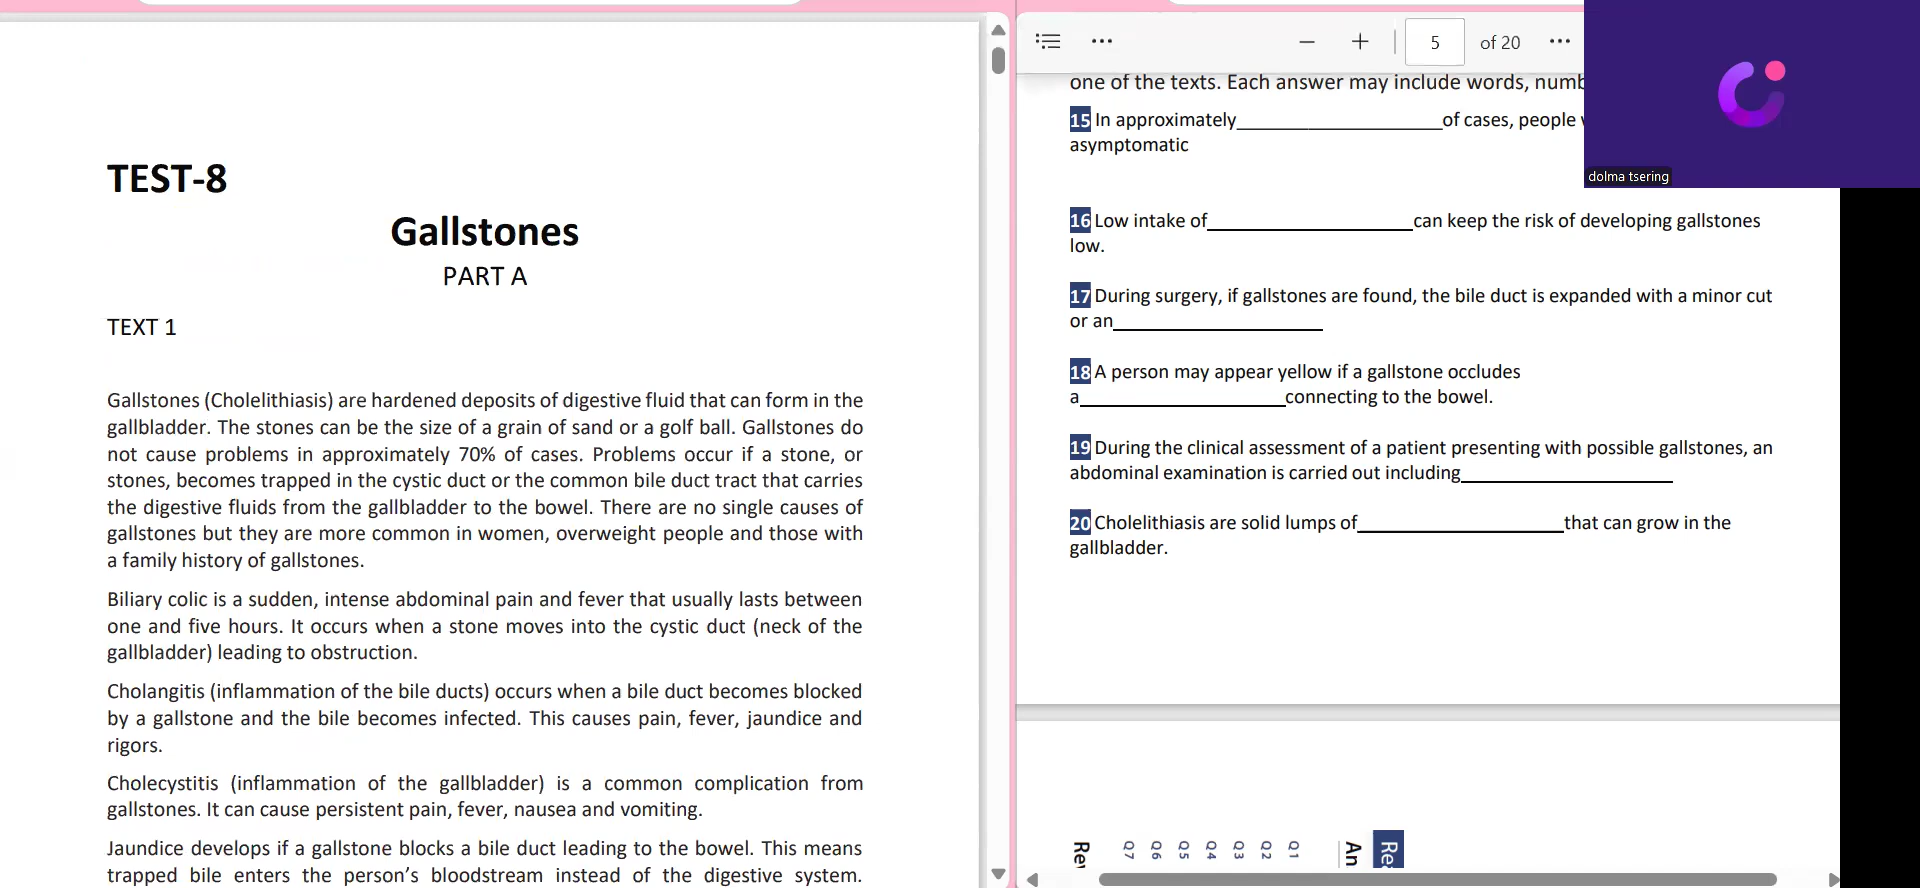 TEST-8
Gallstones
PART A
TEXT 1
Gallstones (Cholelithiasis) are hardened deposits of digestive fluid that can form in the
gallbladder. The stones can be the size of a grain of sand or a golf ball. Gallstones do
not cause problems in approximately 70% of cases. Problems occur if a stone, or
stones, becomes trapped in the cystic duct or the common bile duct tract that carries
the digestive fluids from the gallbladder to the bowel. There are no single causes of
gallstones but they are more common in women, overweight people and those with
a family history of gallstones.
Biliary colic is a sudden, intense abdominal pain and fever that usually lasts between
one and five hours. It occurs when a stone moves into the cystic duct (neck of the
gallbladder) leading to obstruction.
Cholangitis (inflammation of the bile ducts) occurs when a bile duct becomes blocked
by a gallstone and the bile becomes infected. This causes pain, fever, jaundice and
rigors.
Cholecystitis (inflammation of the gallbladder) is a common complication from
gallstones. It can cause persistent pain, fever, nausea and vomiting.
Jaundice develops if a gallstone blocks a bile duct leading to the bowel. This means
trapped bile enters the person's bloodstream instead of the digestive system.
5 of 20
one of the texts. Each answer may include words, numb
15 In approximately____________________of cases, people
asymptomatic
16 Low intake of____________________can keep the risk of developing gallstones
low.
17 During surgery, if gallstones are found, the bile duct is expanded with a minor cut
or an____________________
18 A person may appear yellow if a gallstone occludes
a____________________connecting to the bowel.
19 During the clinical assessment of a patient presenting with possible gallstones, an
abdominal examination is carried out including____________________
20 Cholelithiasis are solid lumps of____________________that can grow in the
gallbladder.
dolma tsering
Q7
Q6
Q5
Q4
Q3
Q2
Q1
An